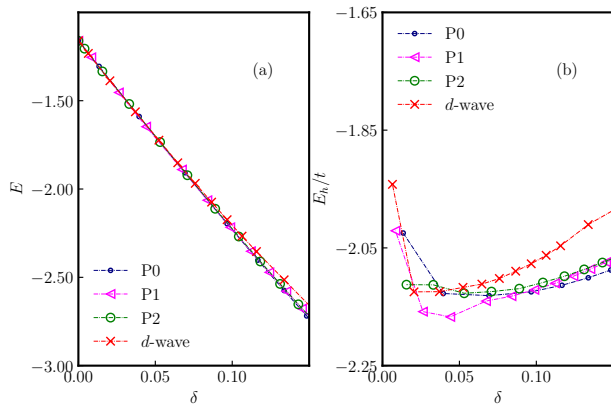 (a)
−1.50
−2.00
−2.50
−3.00
E
P0
P1
P2
d-wave
0.00
0.05
0.10
δ
(b)
−1.65
−1.85
−2.05
−2.25
E_h/t
P0
P1
P2
d-wave
0.00
0.05
0.10
δ